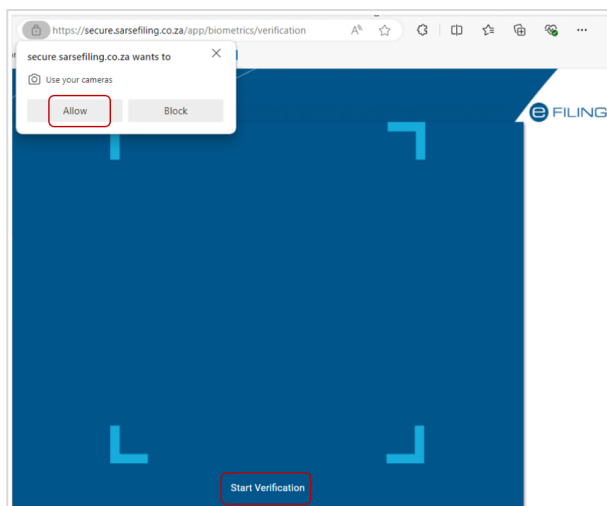 https://secure.sarsefiling.co.za/app/biometrics/verification
secure.sarsefiling.co.za wants to
Use your cameras
Allow Block
e FILING
Start Verification